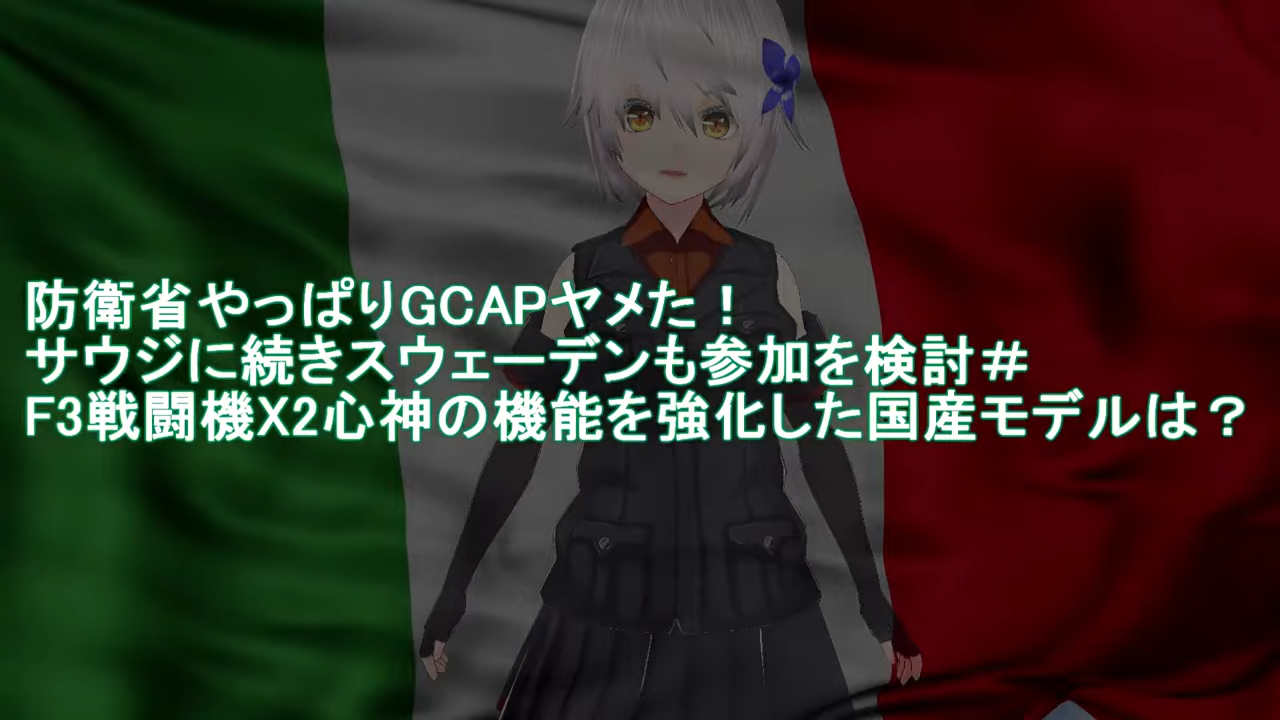 防衛省やっぱりGCAPヤメた！
サウジに続きスウェーデンも参加を検討＃
F3戦闘機X2心神の機能を強化した国産モデルは？